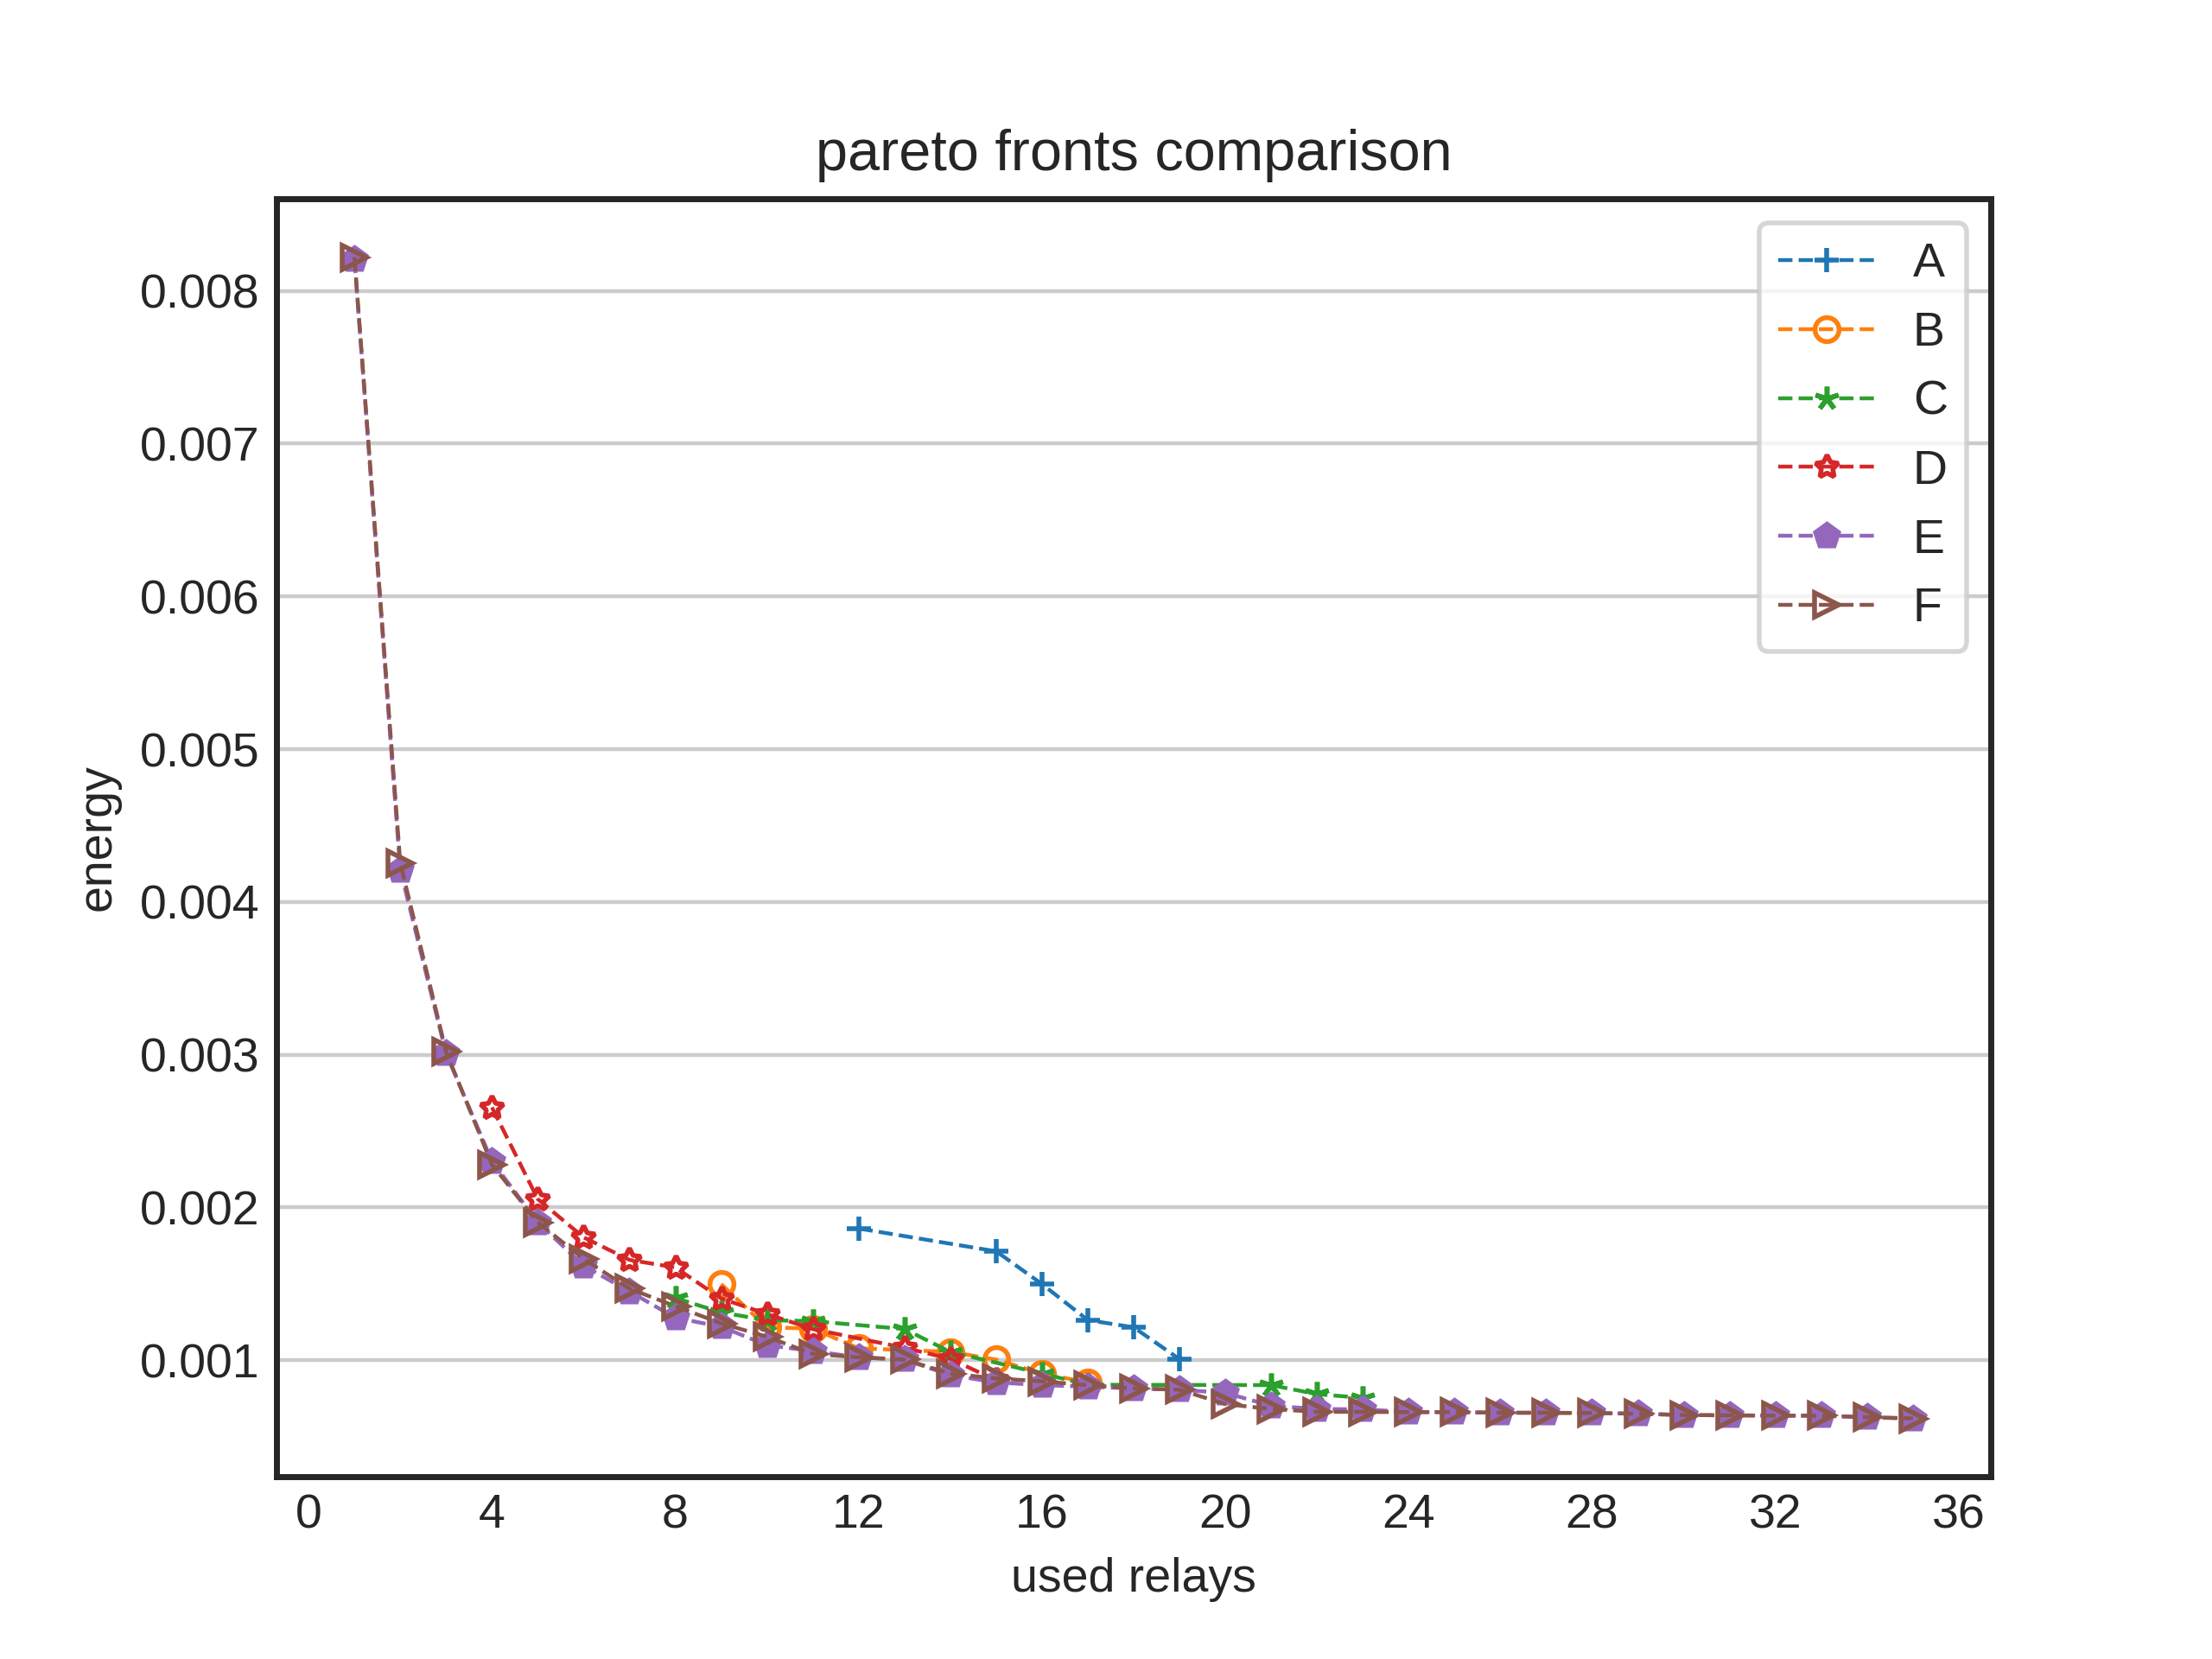 pareto fronts comparison
A
B
C
D
E
F
energy
0.008
0.007
0.006
0.005
0.004
0.003
0.002
0.001
0 4 8 12 16 20 24 28 32 36
used relays